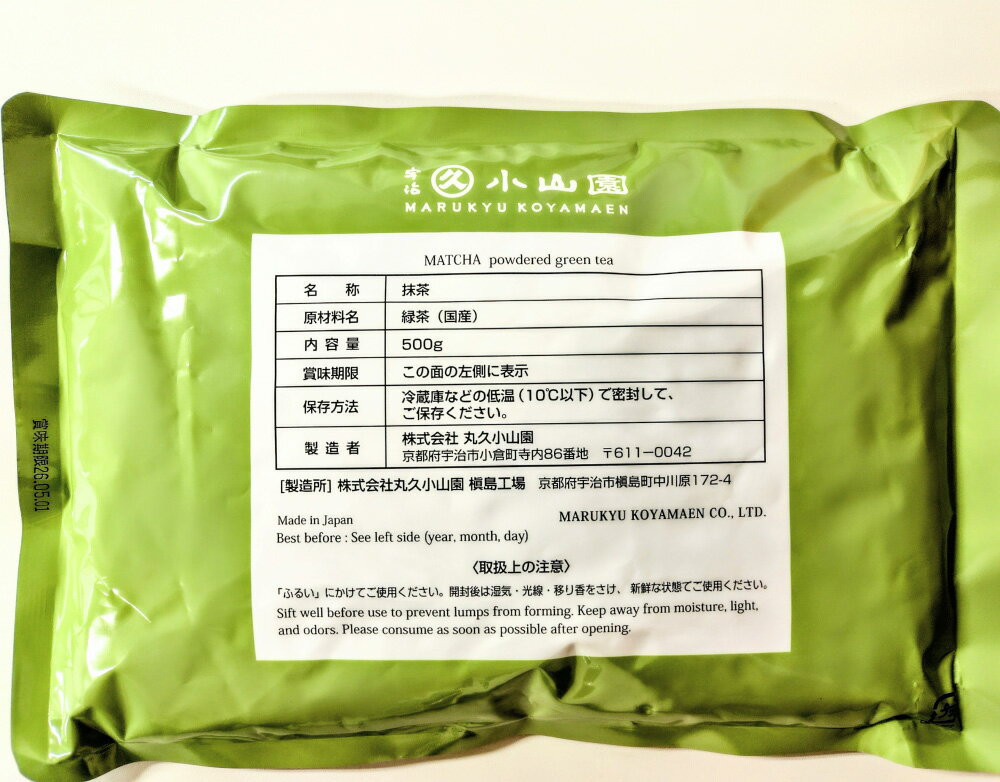 宇治 久 小山園
MARUKYU KOYAMAEN
MATCHA powdered green tea
名 称 抹茶
原材料名 緑茶（国産）
内容量 500g
賞味期限 この面の左側に表示
保存方法 冷蔵庫などの低温（10℃以下）で密封して、
ご保存ください。
製造者 株式会社 丸久小山園
京都府宇治市小倉町寺内86番地 〒611−0042
[製造所] 株式会社丸久小山園 槇島工場 京都府宇治市槇島町中川原172-4
Made in Japan MARUKYU KOYAMAEN CO., LTD.
Best before : See left side (year, month, day)
〈取扱上の注意〉
「ふるい」にかけてご使用ください。開封後は湿気・光線・移り香をさけ、新鮮な状態でご使用ください。
Sift well before use to prevent lumps from forming. Keep away from moisture, light,
and odors. Please consume as soon as possible after opening.
賞味期限26.05.01